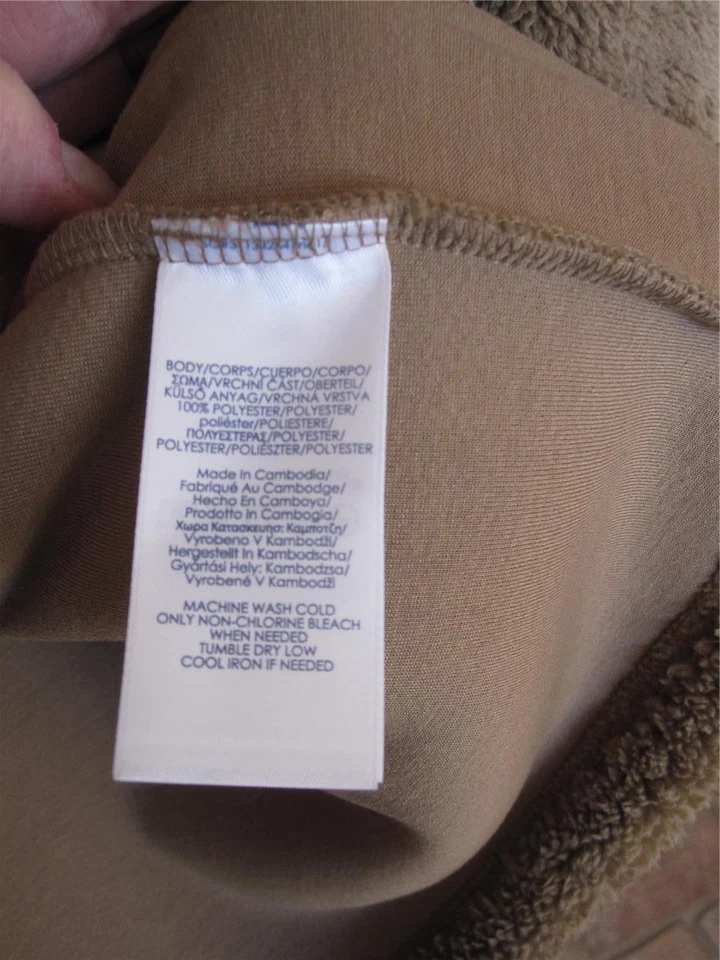 BODY/CORPS/CUERPO/CORPO/
ΣΩΜΑ/VRCHNÍ ČÁST/OBERTEIL/
KÜLSŐ ANYAG/VRCHNÁ VRSTVA
100% POLYESTER/POLYESTER/
poliéster/POLIESTERE/
ΠΟΛΥΕΣΤΕΡΑΣ/POLYESTER/
POLYESTER/POLIÉSZTER/POLYESTER
Made In Cambodia/
Fabriqué Au Cambodge/
Hecho En Camboya/
Prodotto In Cambogia/
Χωρα Κατασκευησ: Καμποτζη/
Vyrobeno V Kambodži/
Hergestellt In Kambodscha/
Gyártási Hely: Kambodzsa/
Vyrobené V Kambodži
MACHINE WASH COLD
ONLY NON-CHLORINE BLEACH
WHEN NEEDED
TUMBLE DRY LOW
COOL IRON IF NEEDED